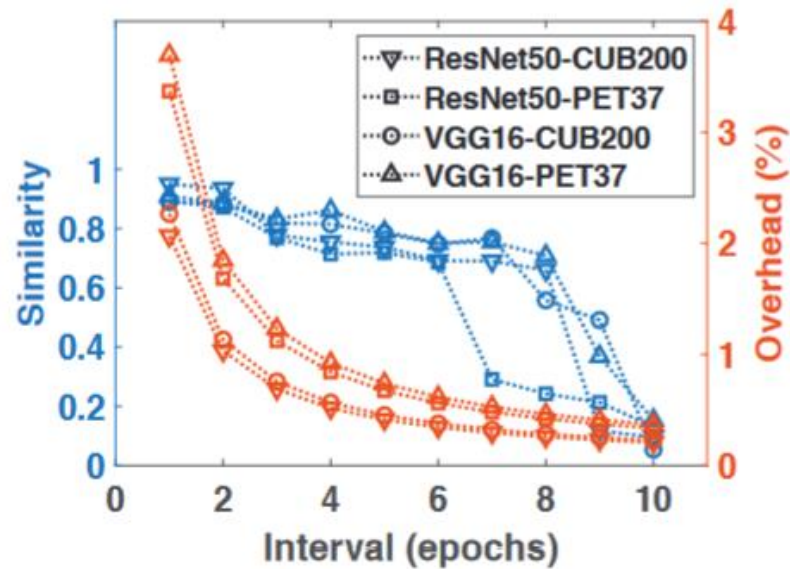 ResNet50-CUB200
ResNet50-PET37
VGG16-CUB200
VGG16-PET37
Similarity
1
0.8
0.6
0.4
0.2
0
Overhead (%)
4
3
2
1
0
0 2 4 6 8 10
Interval (epochs)